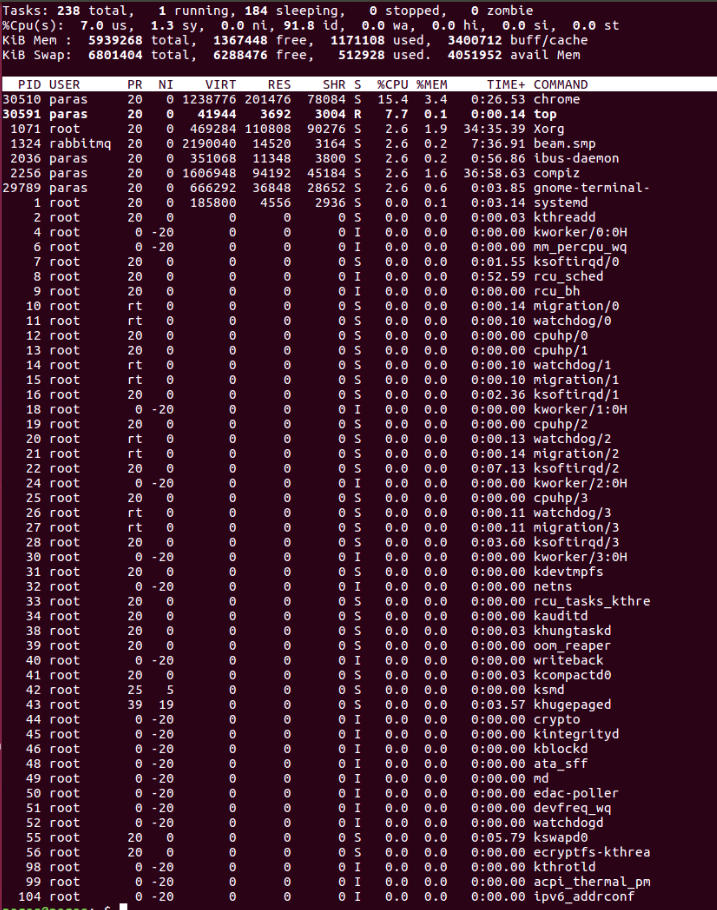 Tasks: 238 total, 1 running, 184 sleeping, 0 stopped, 0 zombie
%Cpu(s): 7.0 us, 1.3 sy, 0.0 ni, 91.8 id, 0.0 wa, 0.0 hi, 0.0 si, 0.0 st
KiB Mem : 5939268 total, 1367448 free, 1171108 used, 3400712 buff/cache
KiB Swap: 6801404 total, 6288476 free, 512928 used. 4051952 avail Mem
PID USER PR NI VIRT RES SHR S %CPU %MEM TIME+ COMMAND
30510 paras 20 0 1238776 201476 78084 S 15.4 3.4 0:26.53 chrome
30591 paras 20 0 41944 3692 3004 R 7.7 0.1 0:00.14 top
1071 root 20 0 469284 110808 90276 S 2.6 1.9 34:35.39 Xorg
1324 rabbitmq 20 0 2190040 14520 3164 S 2.6 0.2 7:36.91 beam.smp
2036 paras 20 0 351068 11348 3800 S 2.6 0.2 0:56.86 ibus-daemon
2256 paras 20 0 1606948 94192 45184 S 2.6 1.6 36:58.63 compiz
29789 paras 20 0 666292 36848 28652 S 2.6 0.6 0:03.85 gnome-terminal-
1 root 20 0 185800 4556 2936 S 0.0 0.1 0:03.14 systemd
2 root 20 0 0 0 0 S 0.0 0.0 0:00.03 kthreadd
4 root 0 -20 0 0 0 I 0.0 0.0 0:00.00 kworker/0:0H
6 root 0 -20 0 0 0 I 0.0 0.0 0:00.00 mm_percpu_wq
7 root 20 0 0 0 0 S 0.0 0.0 0:01.55 ksoftirqd/0
8 root 20 0 0 0 0 I 0.0 0.0 0:52.59 rcu_sched
9 root 20 0 0 0 0 I 0.0 0.0 0:00.00 rcu_bh
10 root rt 0 0 0 0 S 0.0 0.0 0:00.14 migration/0
11 root rt 0 0 0 0 S 0.0 0.0 0:00.10 watchdog/0
12 root 20 0 0 0 0 S 0.0 0.0 0:00.00 cpuhp/0
13 root 20 0 0 0 0 S 0.0 0.0 0:00.00 cpuhp/1
14 root rt 0 0 0 0 S 0.0 0.0 0:00.10 watchdog/1
15 root rt 0 0 0 0 S 0.0 0.0 0:00.10 migration/1
16 root 20 0 0 0 0 S 0.0 0.0 0:02.36 ksoftirqd/1
18 root 0 -20 0 0 0 I 0.0 0.0 0:00.00 kworker/1:0H
19 root 20 0 0 0 0 S 0.0 0.0 0:00.00 cpuhp/2
20 root rt 0 0 0 0 S 0.0 0.0 0:00.13 watchdog/2
21 root rt 0 0 0 0 S 0.0 0.0 0:00.14 migration/2
22 root 20 0 0 0 0 S 0.0 0.0 0:07.13 ksoftirqd/2
24 root 0 -20 0 0 0 I 0.0 0.0 0:00.00 kworker/2:0H
25 root 20 0 0 0 0 S 0.0 0.0 0:00.00 cpuhp/3
26 root rt 0 0 0 0 S 0.0 0.0 0:00.11 watchdog/3
27 root rt 0 0 0 0 S 0.0 0.0 0:00.11 migration/3
28 root 20 0 0 0 0 S 0.0 0.0 0:03.60 ksoftirqd/3
30 root 0 -20 0 0 0 I 0.0 0.0 0:00.00 kworker/3:0H
31 root 20 0 0 0 0 S 0.0 0.0 0:00.00 kdevtmpfs
32 root 0 -20 0 0 0 I 0.0 0.0 0:00.00 netns
33 root 20 0 0 0 0 S 0.0 0.0 0:00.00 rcu_tasks_kthre
34 root 20 0 0 0 0 S 0.0 0.0 0:00.00 kauditd
38 root 20 0 0 0 0 S 0.0 0.0 0:00.03 khungtaskd
39 root 20 0 0 0 0 S 0.0 0.0 0:00.00 oom_reaper
40 root 0 -20 0 0 0 I 0.0 0.0 0:00.00 writeback
41 root 20 0 0 0 0 S 0.0 0.0 0:00.03 kcompactd0
42 root 25 5 0 0 0 S 0.0 0.0 0:00.00 ksmd
43 root 39 19 0 0 0 S 0.0 0.0 0:03.57 khugepaged
44 root 0 -20 0 0 0 I 0.0 0.0 0:00.00 crypto
45 root 0 -20 0 0 0 I 0.0 0.0 0:00.00 kintegrityd
46 root 0 -20 0 0 0 I 0.0 0.0 0:00.00 kblockd
48 root 0 -20 0 0 0 I 0.0 0.0 0:00.00 ata_sff
49 root 0 -20 0 0 0 I 0.0 0.0 0:00.00 md
50 root 0 -20 0 0 0 I 0.0 0.0 0:00.00 edac-poller
51 root 0 -20 0 0 0 I 0.0 0.0 0:00.00 devfreq_wq
52 root 0 -20 0 0 0 I 0.0 0.0 0:00.00 watchdogd
55 root 20 0 0 0 0 S 0.0 0.0 0:05.79 kswapd0
56 root 20 0 0 0 0 S 0.0 0.0 0:00.00 ecryptfs-kthrea
98 root 0 -20 0 0 0 I 0.0 0.0 0:00.00 kthrotld
99 root 0 -20 0 0 0 I 0.0 0.0 0:00.00 acpi_thermal_pm
104 root 0 -20 0 0 0 I 0.0 0.0 0:00.00 ipv6_addrconf